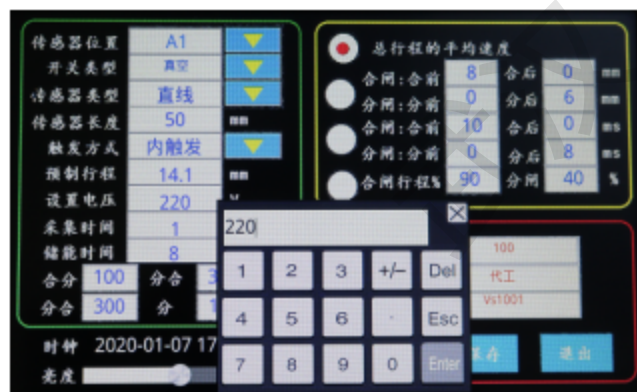 传感器位置 A1
开关类型 真空
传感器类型 直线
传感器长度 50 mm
触发方式 内触发
预制行程 14.1 mm
设置电压 220 V
采集时间 1
储能时间 8
合分 100 分合 3
分合 300 分 1
时钟 2020-01-07 17
亮度
总行程的平均速度
合闸:合前 8 合后 0 mm
分闸:分前 0 分后 6 mm
合闸:合前 10 合后 0 ms
分闸:分前 0 分后 8 ms
合闸行程% 90 分闸 40 %
220
1 2 3 +/− Del
4 5 6 . Esc
7 8 9 0 Enter
100
代工
Vs1001
保存 退出